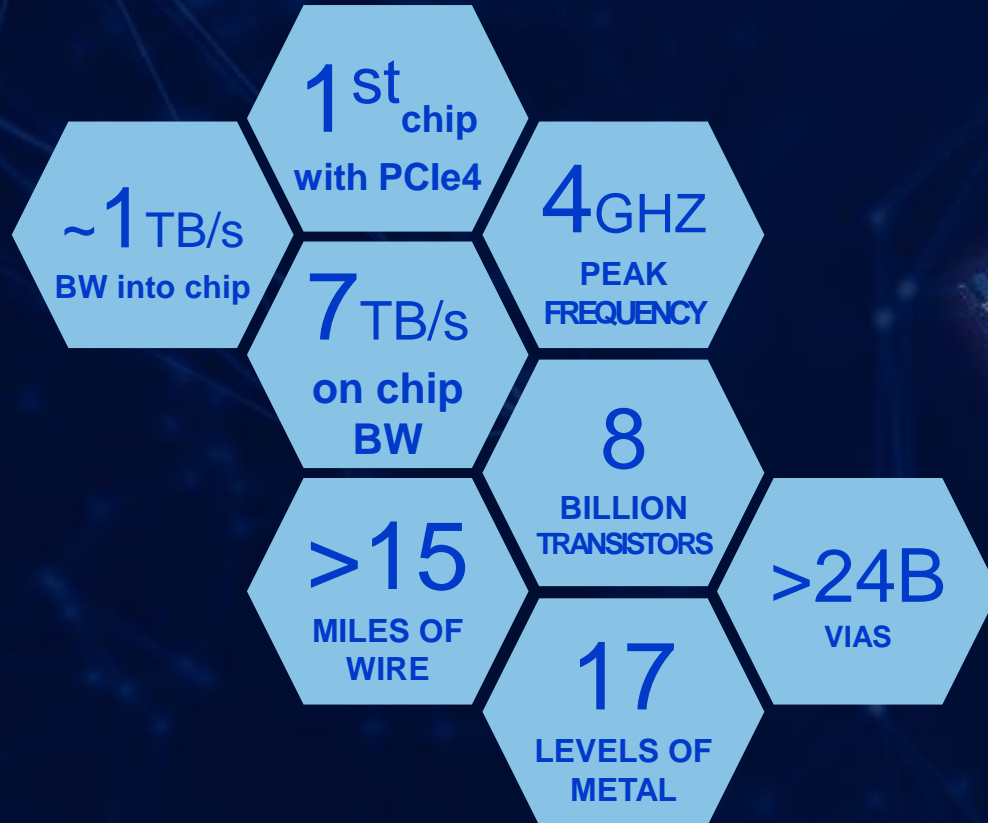 1st chip
with PCIe4
~1TB/s
BW into chip
4GHZ
PEAK
FREQUENCY
7TB/s
on chip
BW
8
BILLION
TRANSISTORS
>15
MILES OF
WIRE
>24B
VIAS
17
LEVELS OF
METAL